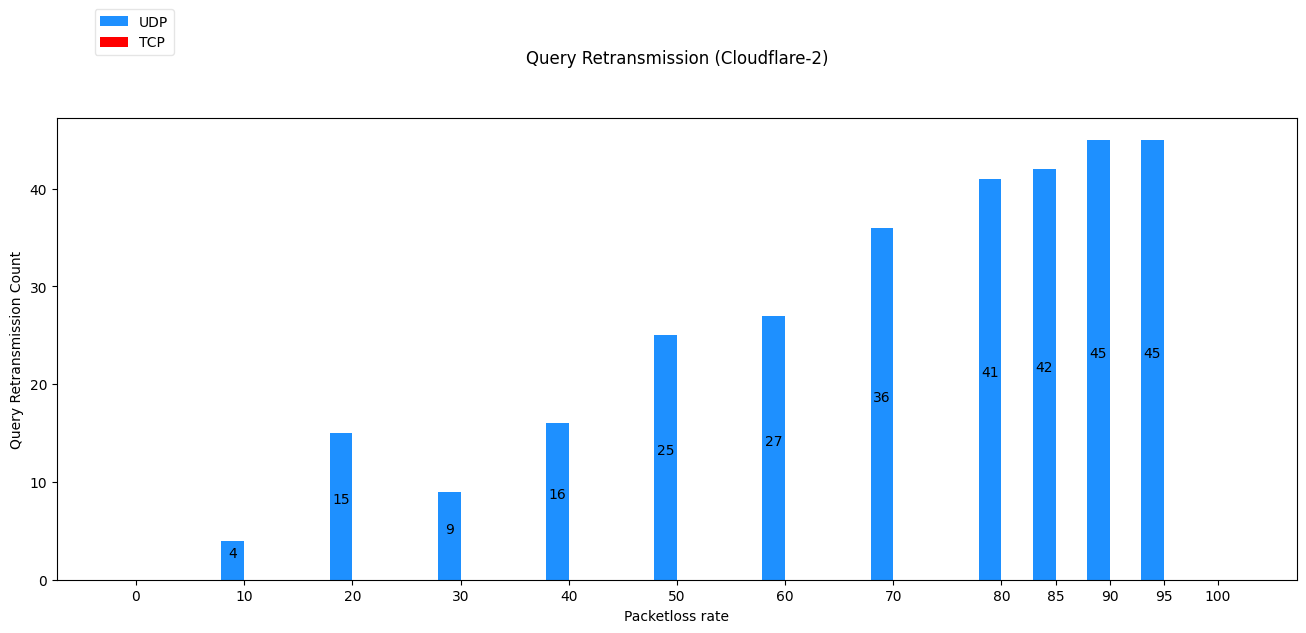 UDP
TCP
Query Retransmission (Cloudflare-2)
Query Retransmission Count
40
30
20
10
0
4
15
9
16
25
27
36
41
42
45
45
0 10 20 30 40 50 60 70 80 85 90 95 100
Packetloss rate